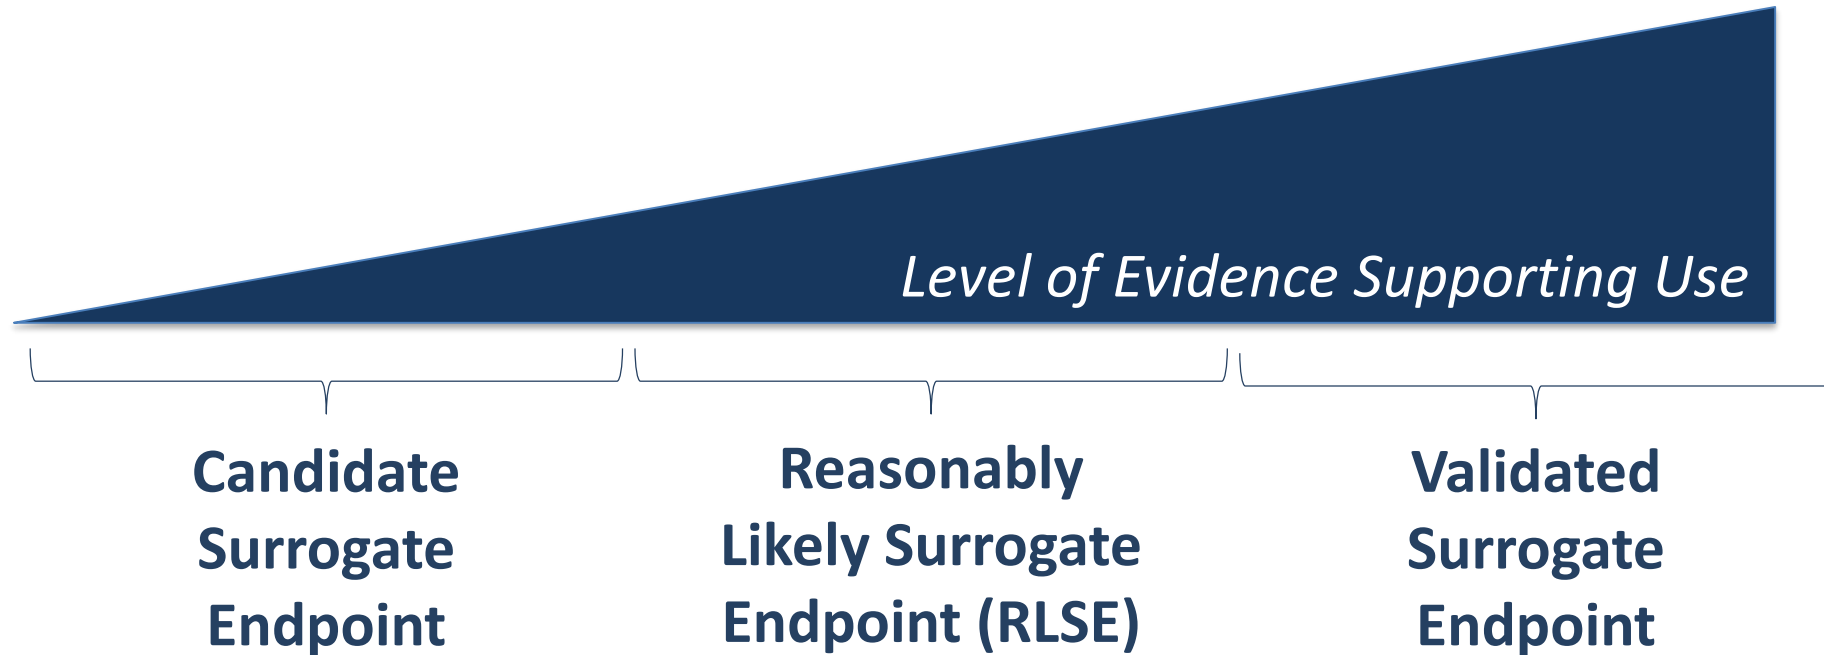 Level of Evidence Supporting Use
Candidate
Surrogate
Endpoint
Reasonably
Likely Surrogate
Endpoint (RLSE)
Validated
Surrogate
Endpoint